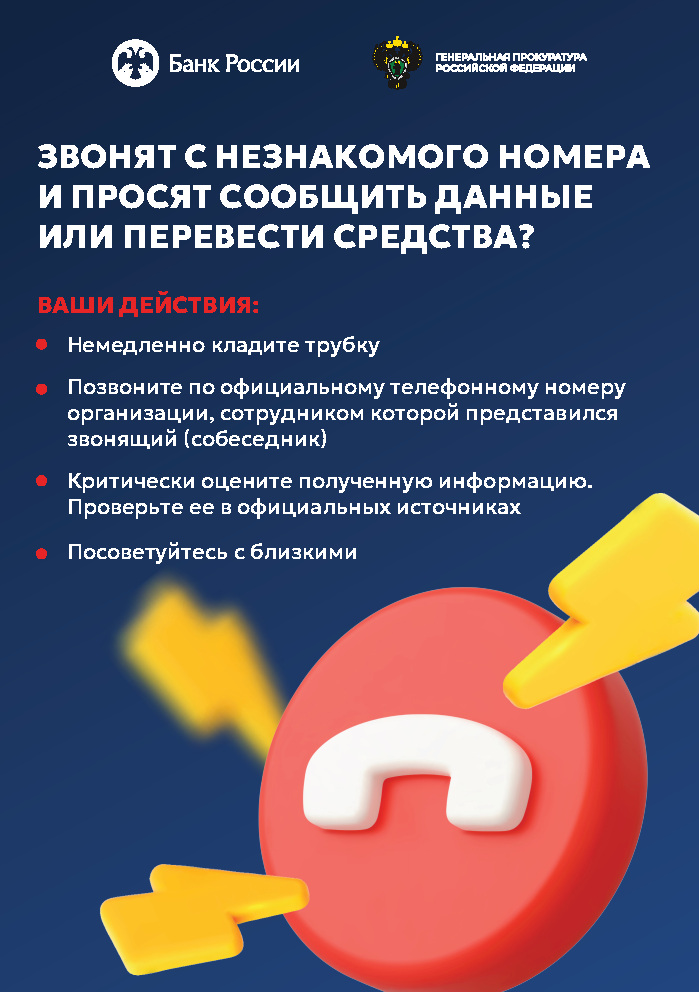 Банк России
ГЕНЕРАЛЬНАЯ ПРОКУРАТУРА
РОССИЙСКОЙ ФЕДЕРАЦИИ
ЗВОНЯТ С НЕЗНАКОМОГО НОМЕРА
И ПРОСЯТ СООБЩИТЬ ДАННЫЕ
ИЛИ ПЕРЕВЕСТИ СРЕДСТВА?
ВАШИ ДЕЙСТВИЯ:
Немедленно кладите трубку
Позвоните по официальному телефонному номеру
организации, сотрудником которой представился
звонящий (собеседник)
Критически оцените полученную информацию.
Проверьте ее в официальных источниках
Посоветуйтесь с близкими